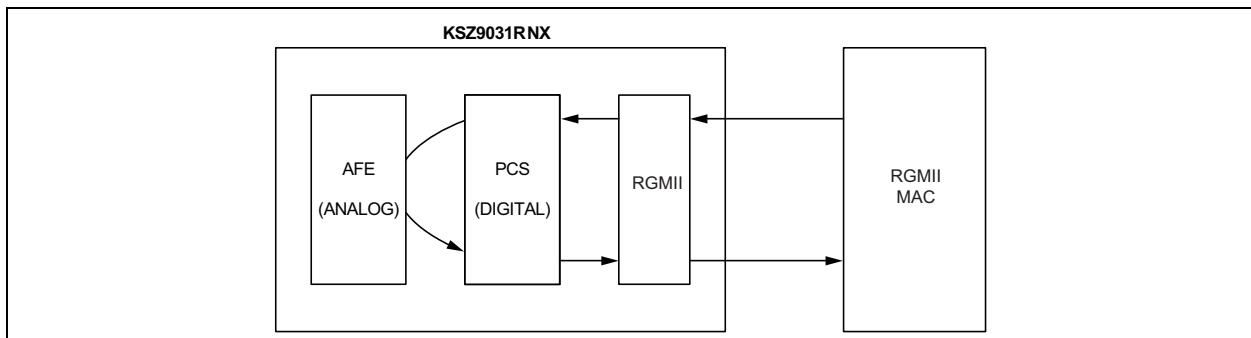 KSZ9031RNX
AFE
(ANALOG)
PCS
(DIGITAL)
RGMII
RGMII
MAC